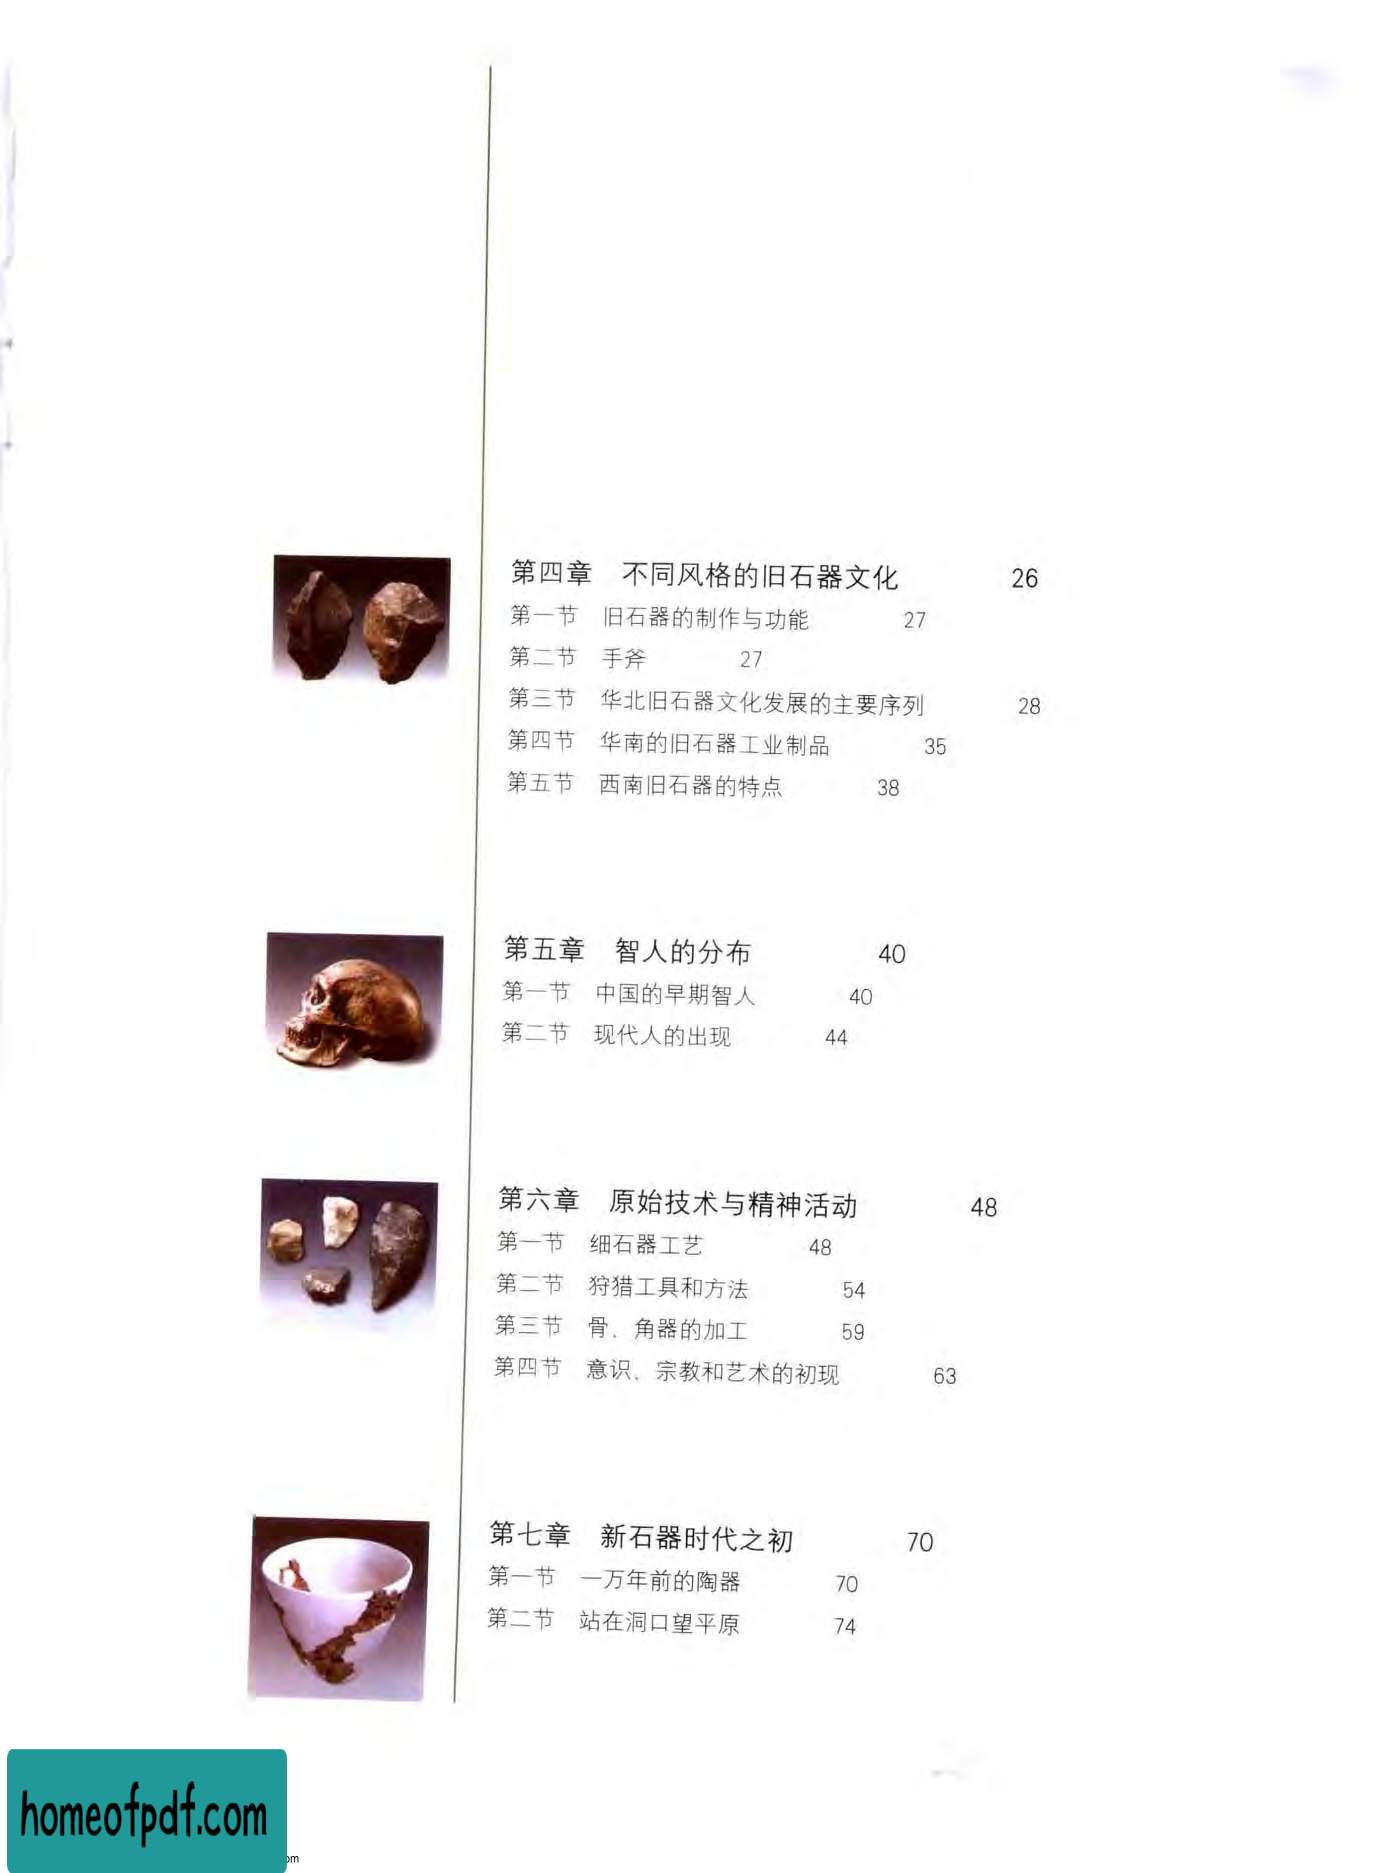 第四章 不同风格的旧石器文化 26
第一节 旧石器的制作与功能 27
第二节 手斧 27
第三节 华北旧石器文化发展的主要序列 28
第四节 华南的旧石器工业制品 35
第五节 西南旧石器的特点 38
第五章 智人的分布 40
第一节 中国的早期智人 40
第二节 现代人的出现 44
第六章 原始技术与精神活动 48
第一节 细石器工艺 48
第二节 狩猎工具和方法 54
第三节 骨、角器的加工 59
第四节 意识、宗教和艺术的初现 63
第七章 新石器时代之初 70
第一节 一万年前的陶器 70
第二节 站在洞口望平原 74
homeofpdf.com
om